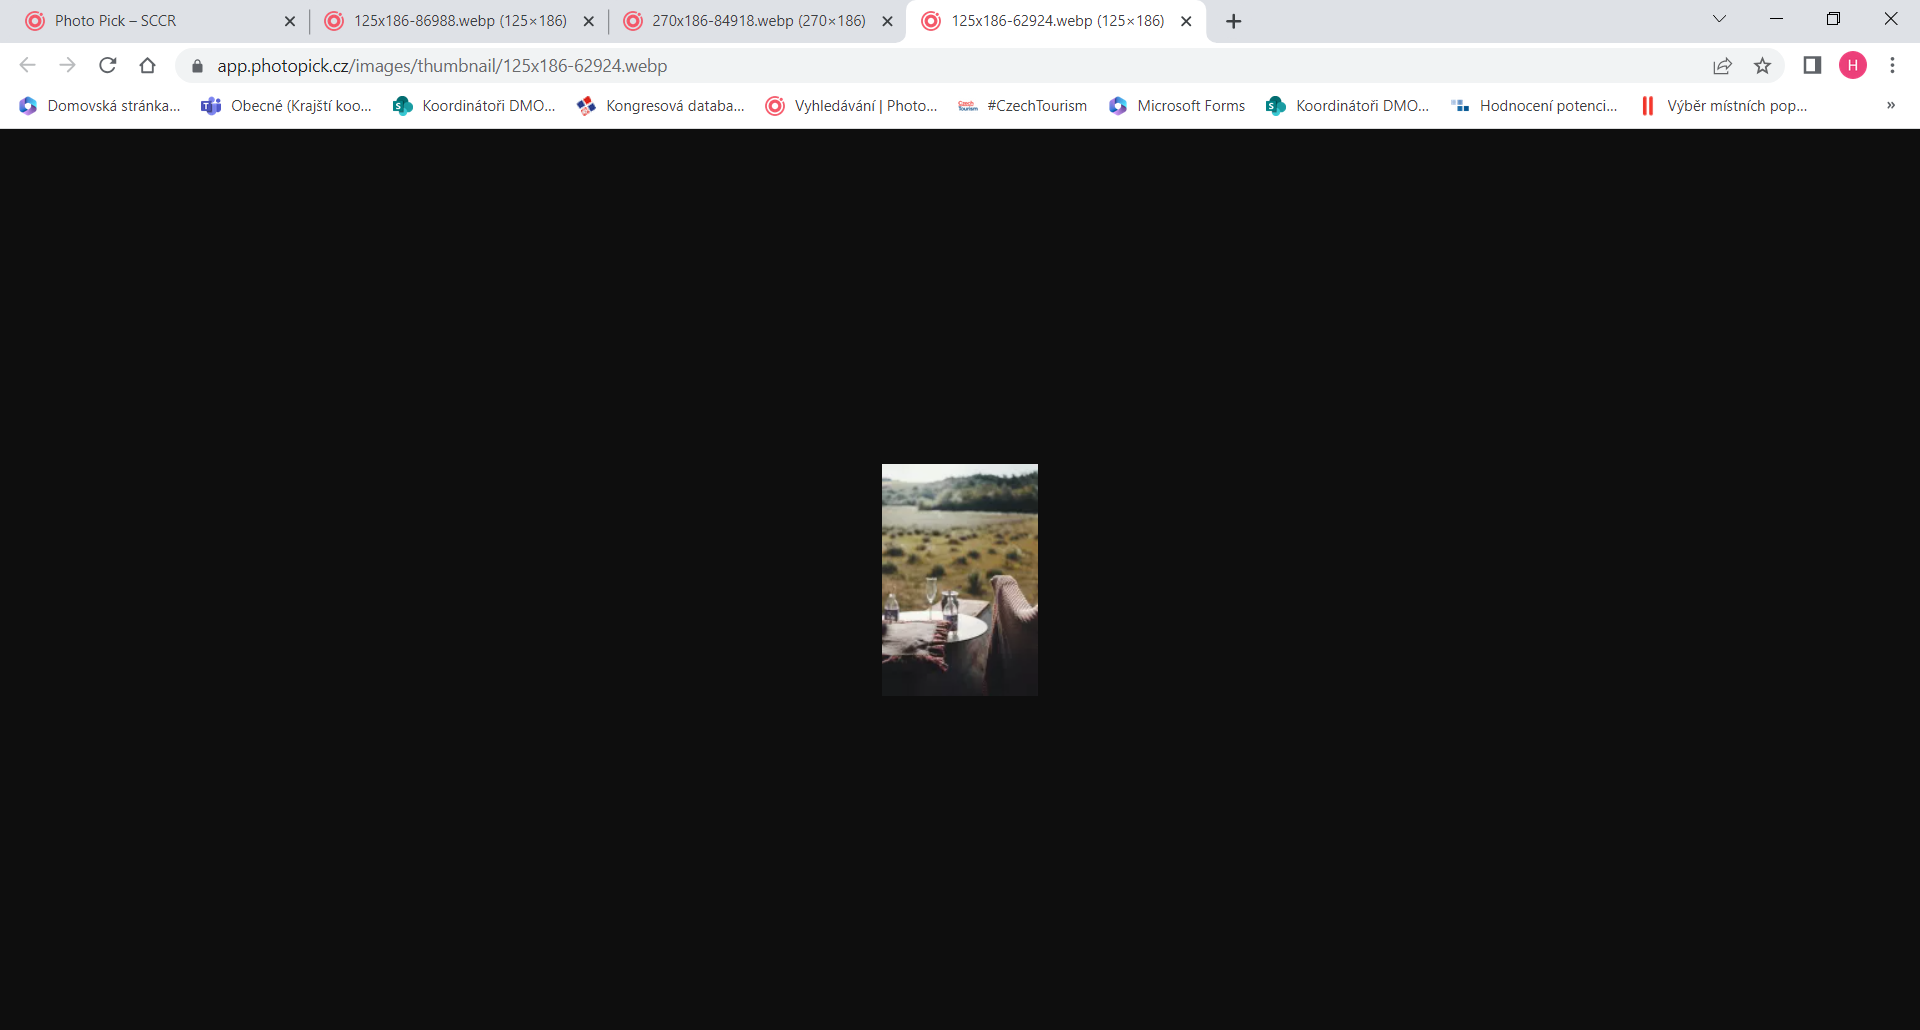 Photo Pick – SCCR
125x186-86988.webp (125×186)
270x186-84918.webp (270×186)
125x186-62924.webp (125×186)
app.photopick.cz/images/thumbnail/125x186-62924.webp
H
Domovská stránka...
Obecné (Krajští koo...
Koordinátoři DMO...
Kongresová databa...
Vyhledávání | Photo...
Czech Tourism
#CzechTourism
Microsoft Forms
Koordinátoři DMO...
Hodnocení potenci...
Výběr místních pop...
»